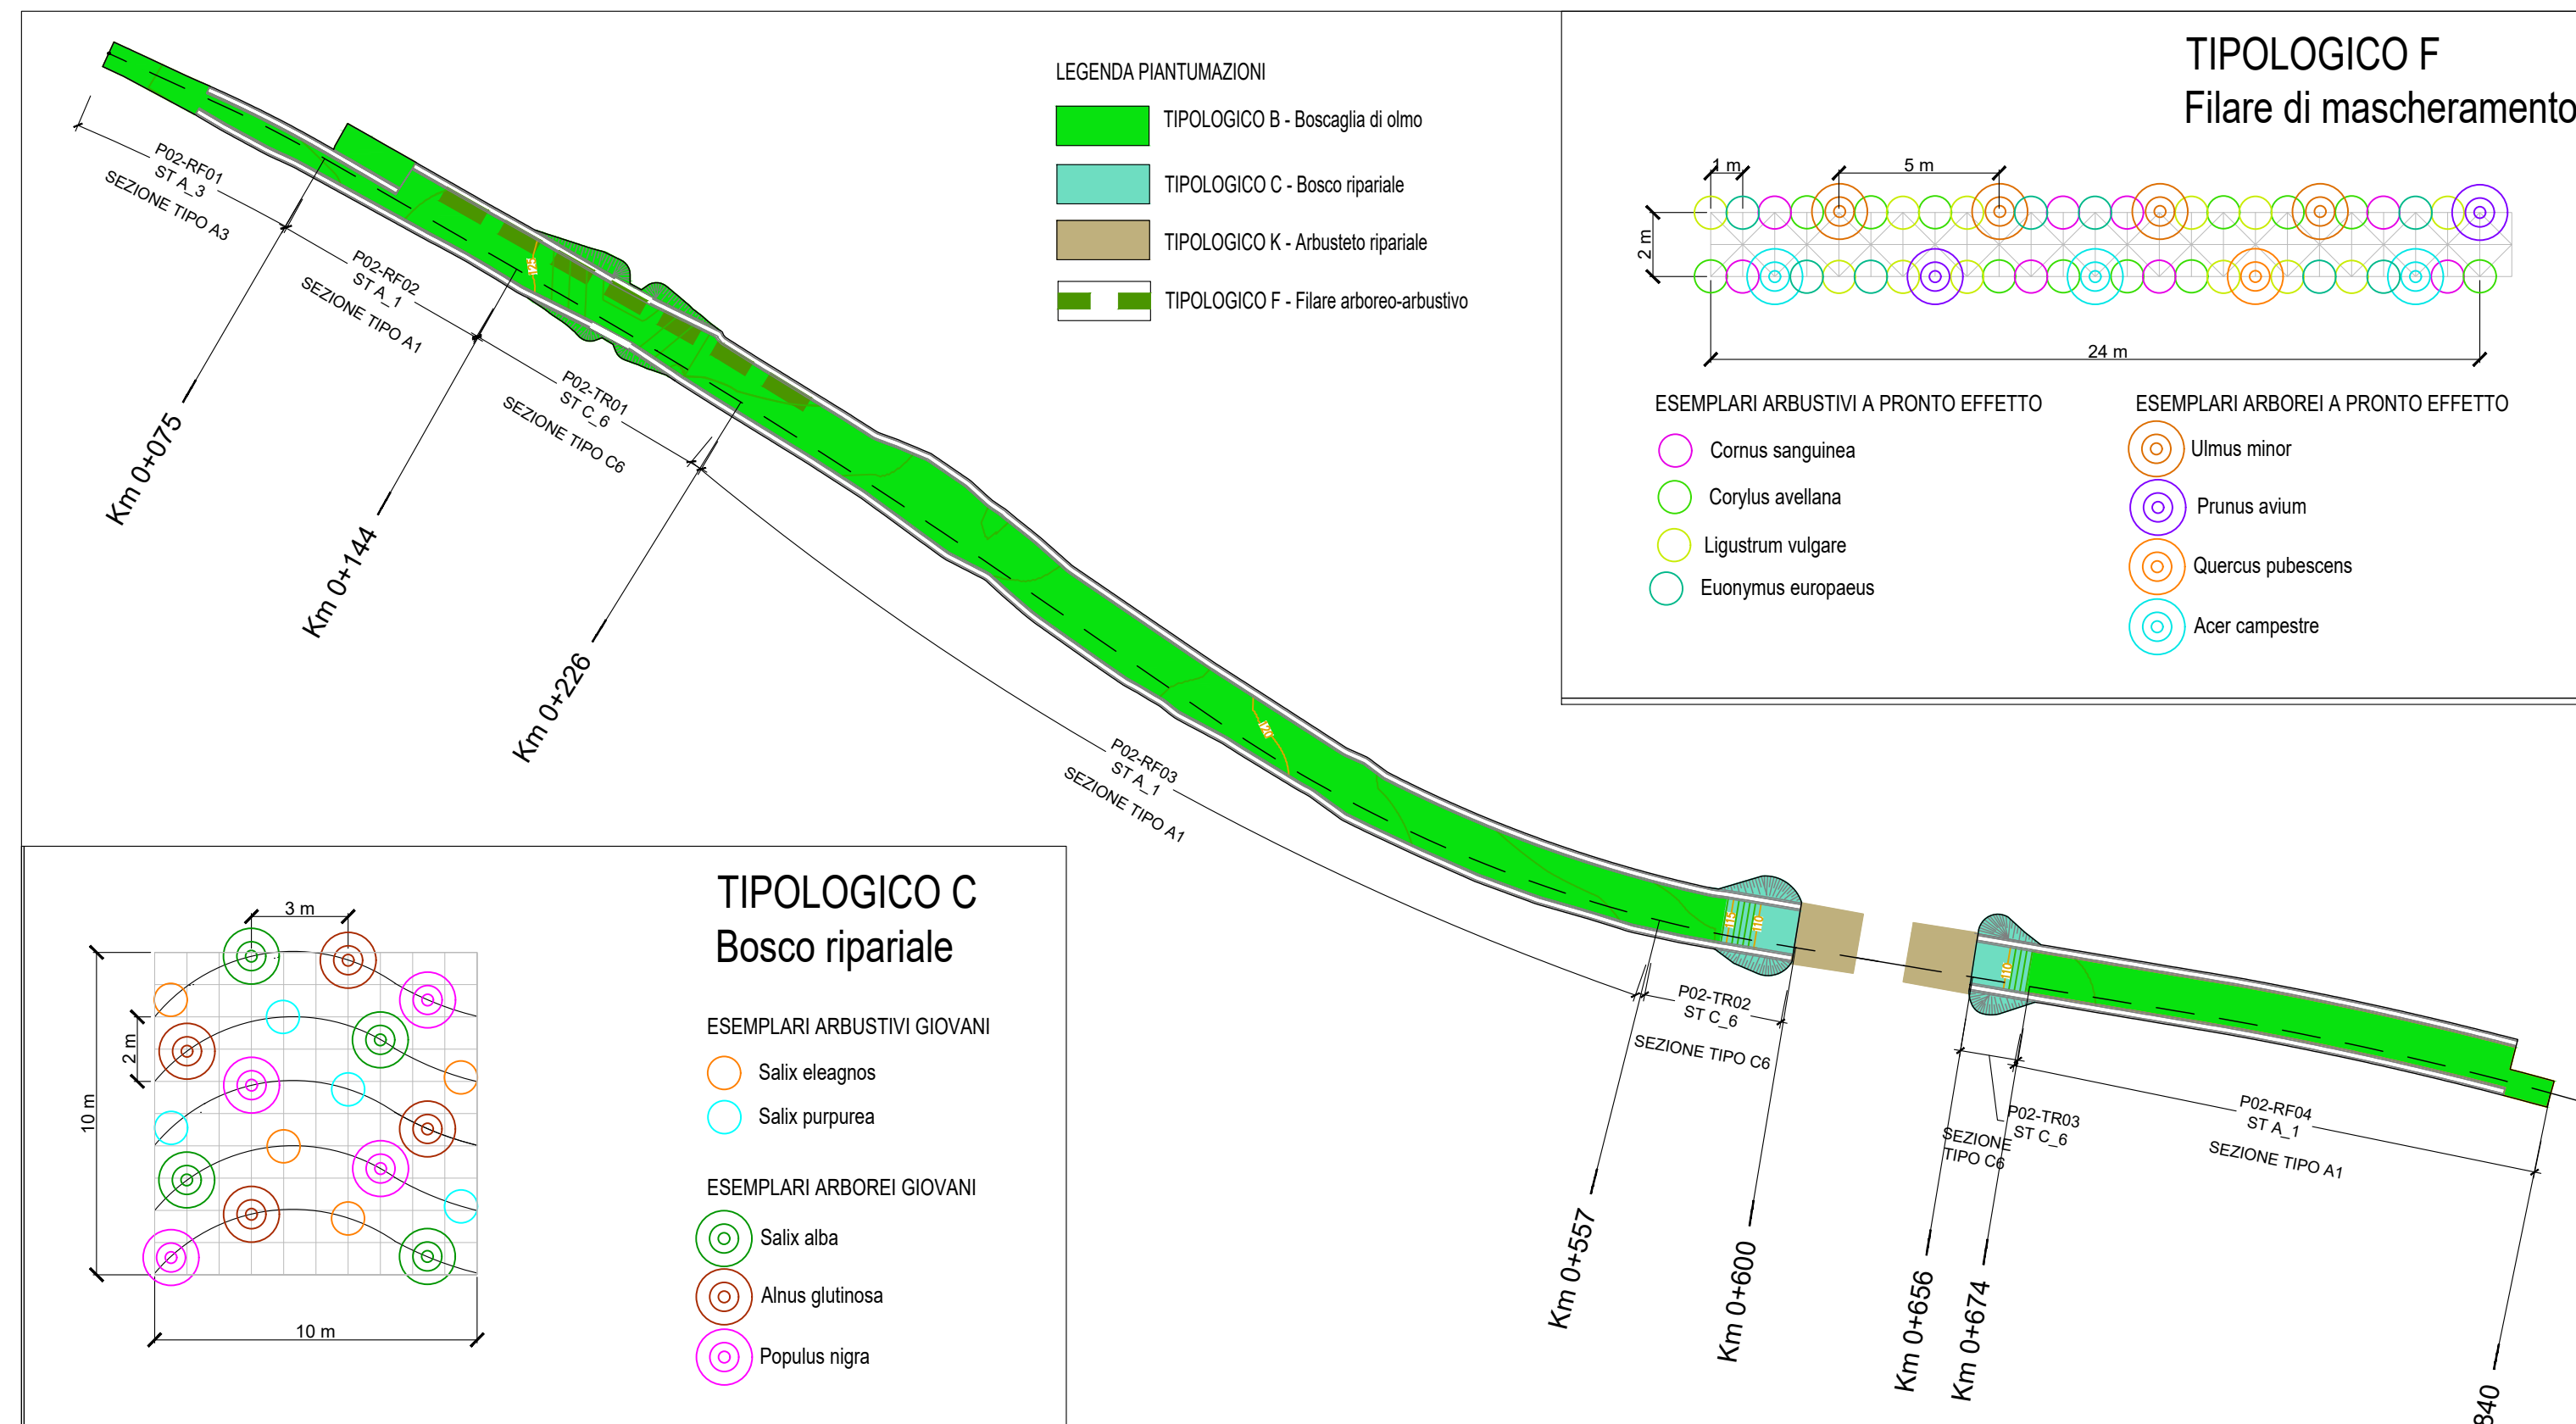 LEGENDA PIANTUMAZIONI
TIPOLOGICO B - Boscaglia di olmo
TIPOLOGICO C - Bosco ripariale
TIPOLOGICO K - Arbusteto ripariale
TIPOLOGICO F - Filare arboreo-arbustivo
TIPOLOGICO F
Filare di mascheramento
1 m
5 m
2 m
24 m
ESEMPLARI ARBUSTIVI A PRONTO EFFETTO
Cornus sanguinea
Corylus avellana
Ligustrum vulgare
Euonymus europaeus
ESEMPLARI ARBOREI A PRONTO EFFETTO
Ulmus minor
Prunus avium
Quercus pubescens
Acer campestre
P02-RF01
ST A_3
SEZIONE TIPO A3
P02-RF02
ST A_1
SEZIONE TIPO A1
P02-TR01
ST C_6
SEZIONE TIPO C6
Km 0+075
Km 0+144
Km 0+226
P02-RF03
ST A_1
SEZIONE TIPO A1
120
115
110
110
P02-TR02
ST C_6
SEZIONE TIPO C6
P02-TR03
ST C_6
SEZIONE
TIPO C6
P02-RF04
ST A_1
SEZIONE TIPO A1
Km 0+557
Km 0+600
Km 0+656
Km 0+674
840
TIPOLOGICO C
Bosco ripariale
3 m
2 m
10 m
10 m
ESEMPLARI ARBUSTIVI GIOVANI
Salix eleagnos
Salix purpurea
ESEMPLARI ARBOREI GIOVANI
Salix alba
Alnus glutinosa
Populus nigra